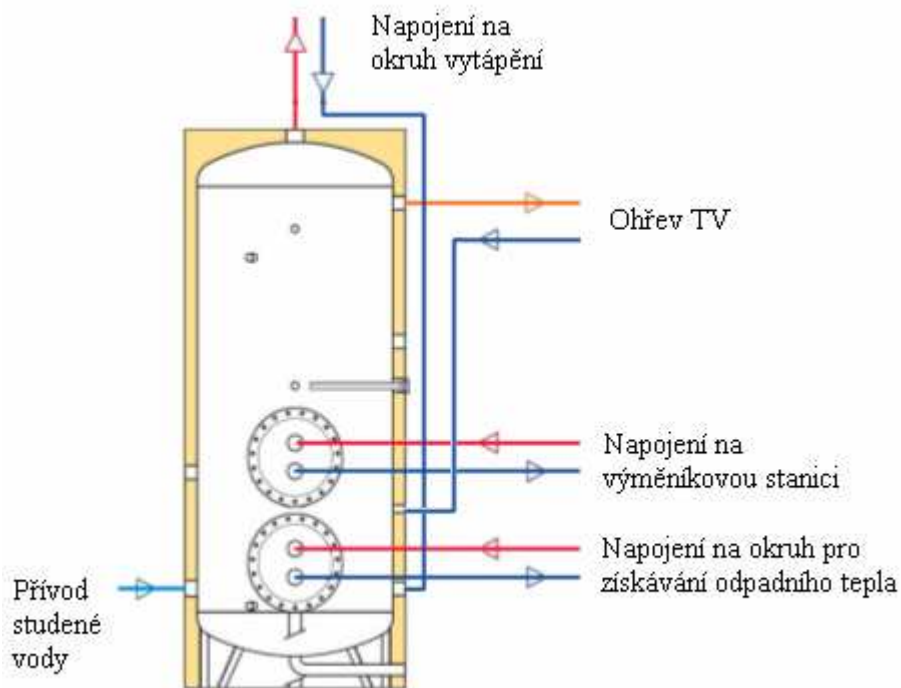 Napojení na
okruh vytápění
Ohřev TV
Napojení na
výměníkovou stanici
Napojení na okruh pro
získávání odpadního tepla
Přívod
studené
vody